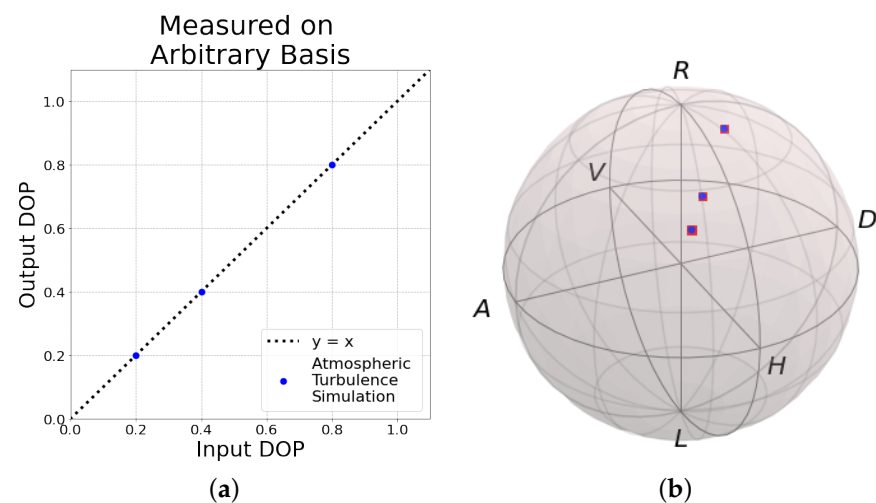 Measured on
Arbitrary Basis
Output DOP
1.0
0.8
0.6
0.4
0.2
0.0
0.0 0.2 0.4 0.6 0.8 1.0
Input DOP
y = x
Atmospheric
Turbulence
Simulation
(a)
R
V
D
A
H
L
(b)